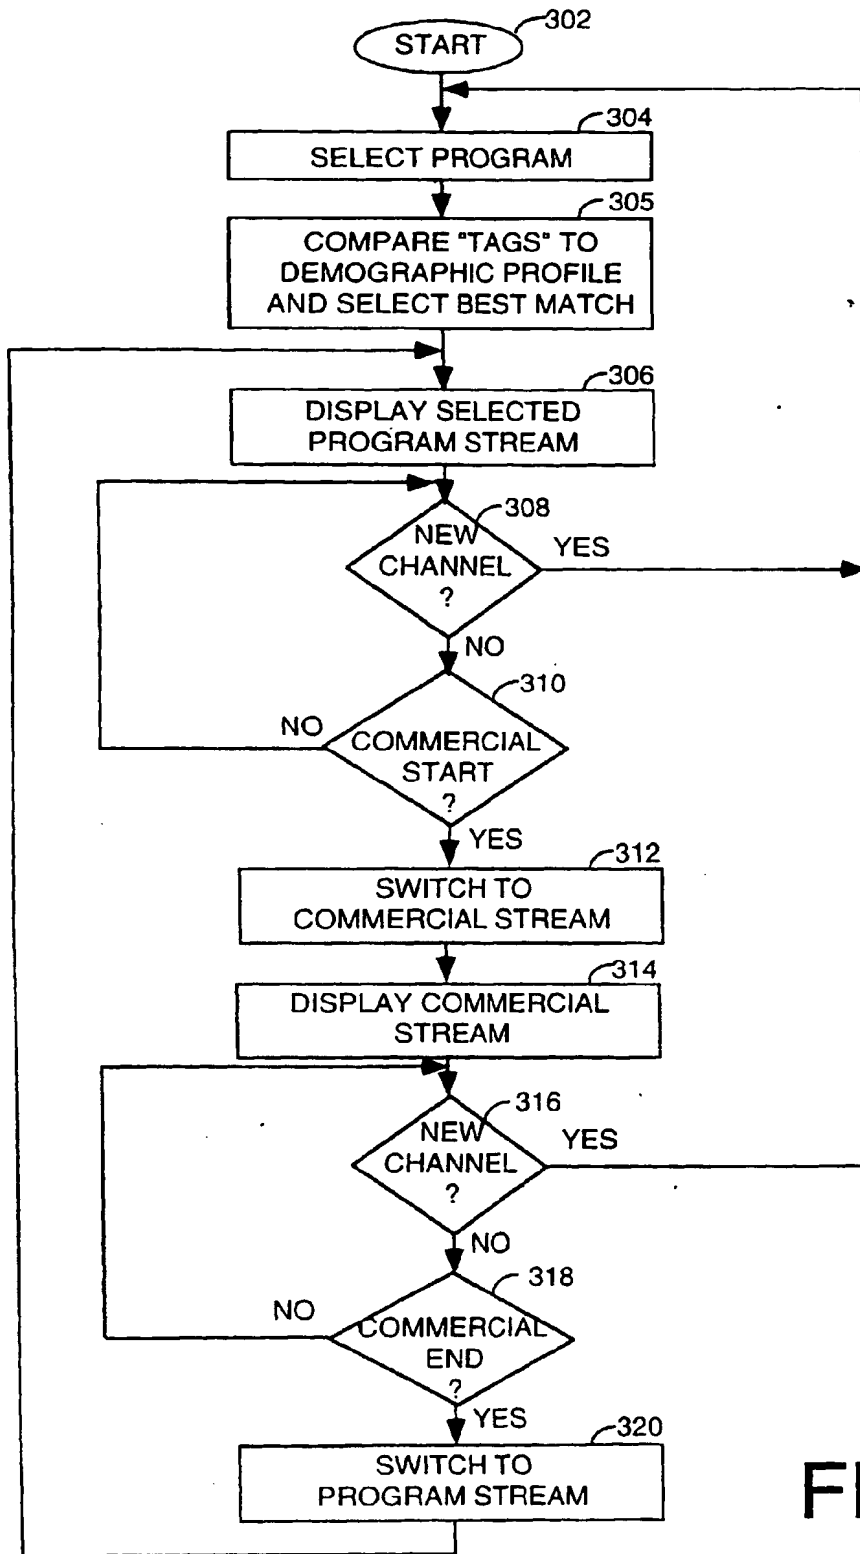 START
302
304
SELECT PROGRAM
305
COMPARE "TAGS" TO
DEMOGRAPHIC PROFILE
AND SELECT BEST MATCH
306
DISPLAY SELECTED
PROGRAM STREAM
308
NEW
CHANNEL
?
YES
NO
310
COMMERCIAL
START
?
NO
YES
312
SWITCH TO
COMMERCIAL STREAM
314
DISPLAY COMMERCIAL
STREAM
316
NEW
CHANNEL
?
YES
NO
318
COMMERCIAL
END
?
NO
YES
320
SWITCH TO
PROGRAM STREAM